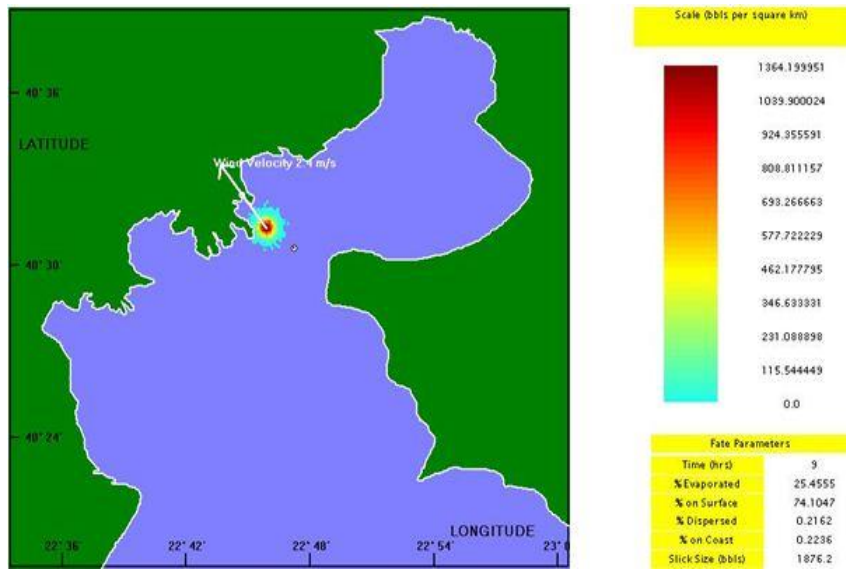 Scale (bbls per square km)
1364.199951
1039.900024
924.355591
808.811157
693.266663
577.722229
462.177795
346.633331
231.088898
115.544449
0.0
40° 36'
LATITUDE
Wind Velocity 2.4 m/s
40° 30'
40° 24'
LONGITUDE
22° 36' 22° 42' 22° 48' 22° 54' 23° 0
Fate Parameters
Time (hrs) 9
% Evaporated 25.4555
% on Surface 74.1047
% Dispersed 0.2162
% on Coast 0.2236
Slick Size (bbls) 1876.2